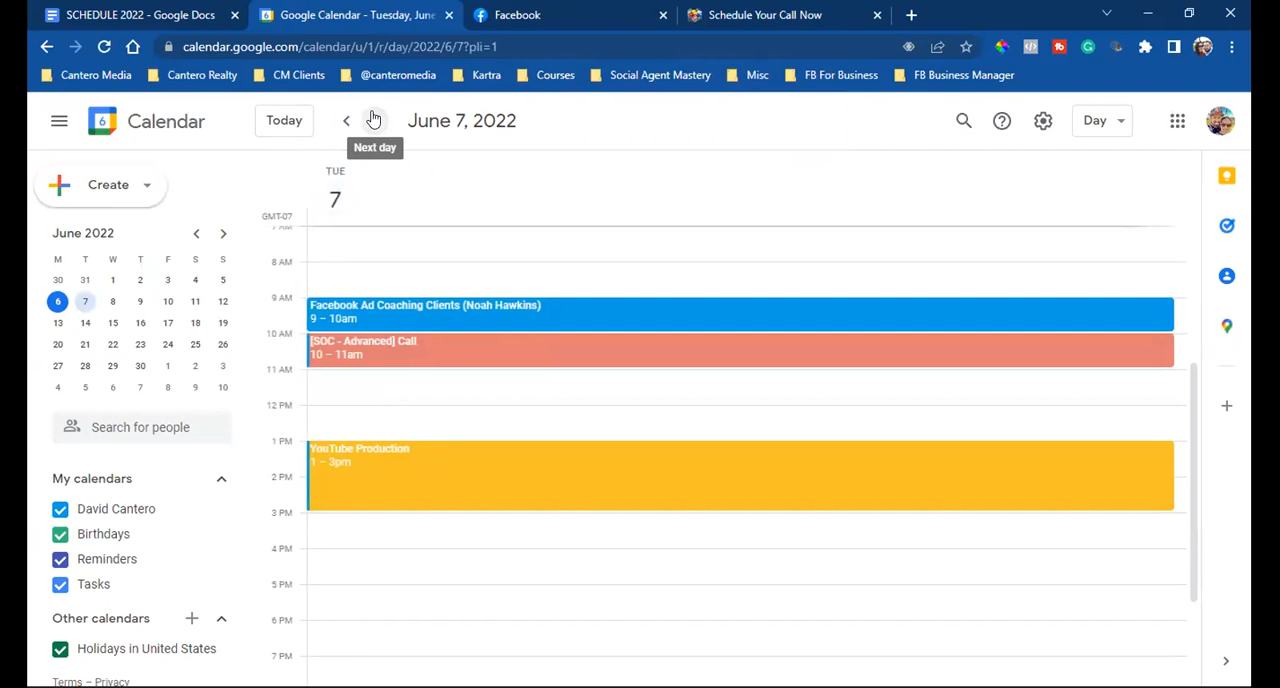 SCHEDULE 2022 - Google Docs
Google Calendar - Tuesday, June
Facebook
Schedule Your Call Now
calendar.google.com/calendar/u/1/r/day/2022/6/7?pli=1
Cantero Media
Cantero Realty
CM Clients
@canteromedia
Kartra
Courses
Social Agent Mastery
Misc
FB For Business
FB Business Manager
6
Calendar
Today
June 7, 2022
Day
Next day
TUE
7
Create
GMT-07
7 AM
June 2022
M T W T F S S
30 31 1 2 3 4 5
6 7 8 9 10 11 12
13 14 15 16 17 18 19
20 21 22 23 24 25 26
27 28 29 30 1 2 3
4 5 6 7 8 9 10
Search for people
My calendars
David Cantero
Birthdays
Reminders
Tasks
Other calendars
Holidays in United States
Terms – Privacy
8 AM
9 AM
Facebook Ad Coaching Clients (Noah Hawkins)
9 – 10am
10 AM
[SOC - Advanced] Call
10 – 11am
11 AM
12 PM
1 PM
YouTube Production
1 – 3pm
2 PM
3 PM
4 PM
5 PM
6 PM
7 PM